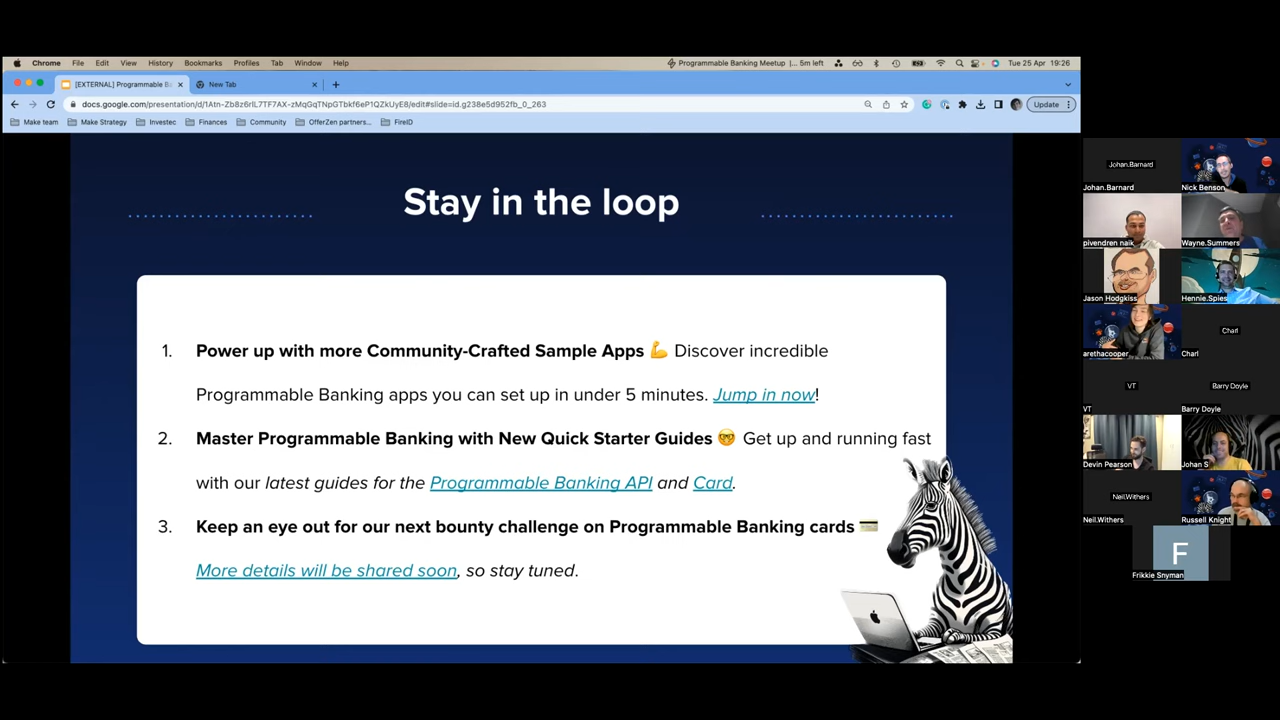 Chrome File Edit View History Bookmarks Profiles Tab Window Help
Programmable Banking Meetup | ... 5m left Tue 25 Apr 19:26
[EXTERNAL] Programmable Ba
New Tab
docs.google.com/presentation/d/1Atn-Zb8z6rIL7TF7AX-zMqGqTNpGTbkf6eP1QZkUyE8/edit#slide=id.g238e5d952fb_0_263
Update
Make team Make Strategy Investec Finances Community OfferZen partners... FireID
Stay in the loop
1. Power up with more Community-Crafted Sample Apps 💪 Discover incredible
Programmable Banking apps you can set up in under 5 minutes. Jump in now!
2. Master Programmable Banking with New Quick Starter Guides 🤓 Get up and running fast
with our latest guides for the Programmable Banking API and Card.
3. Keep an eye out for our next bounty challenge on Programmable Banking cards 💳
More details will be shared soon, so stay tuned.
Johan.Barnard
Johan.Barnard
Nick Benson
pivendren naik
Wayne.Summers
Jason Hodgkiss
Hennie.Spies
arethacooper
Charl
Charl
VT
VT
Barry Doyle
Barry Doyle
Devin Pearson
Johan S
Neil.Withers
Neil.Withers
Russell Knight
F
Frikkie Snyman